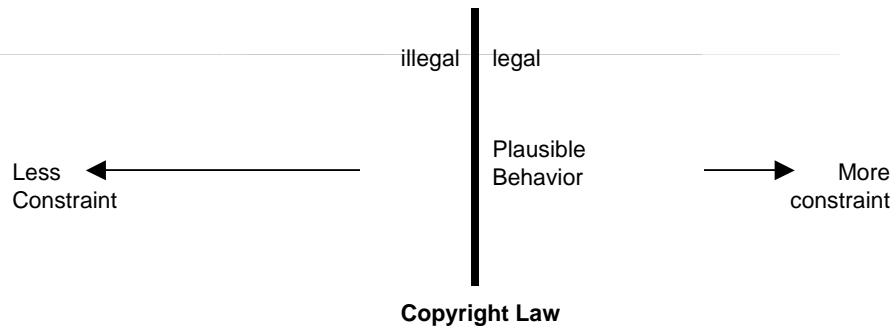 illegal legal
Plausible
Behavior
Less
Constraint
More
constraint
Copyright Law